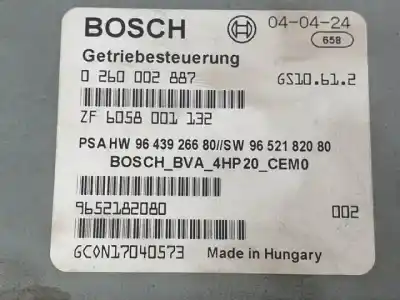 BOSCH 04-04-24
658
Getriebesteuerung
0 260 002 887 GS10.61.2
ZF 6058 001 132
PSA HW 96 439 266 80//SW 96 521 820 80
BOSCH_BVA_4HP20_CEM0
9652182080 002
GC0N17040573 Made in Hungary